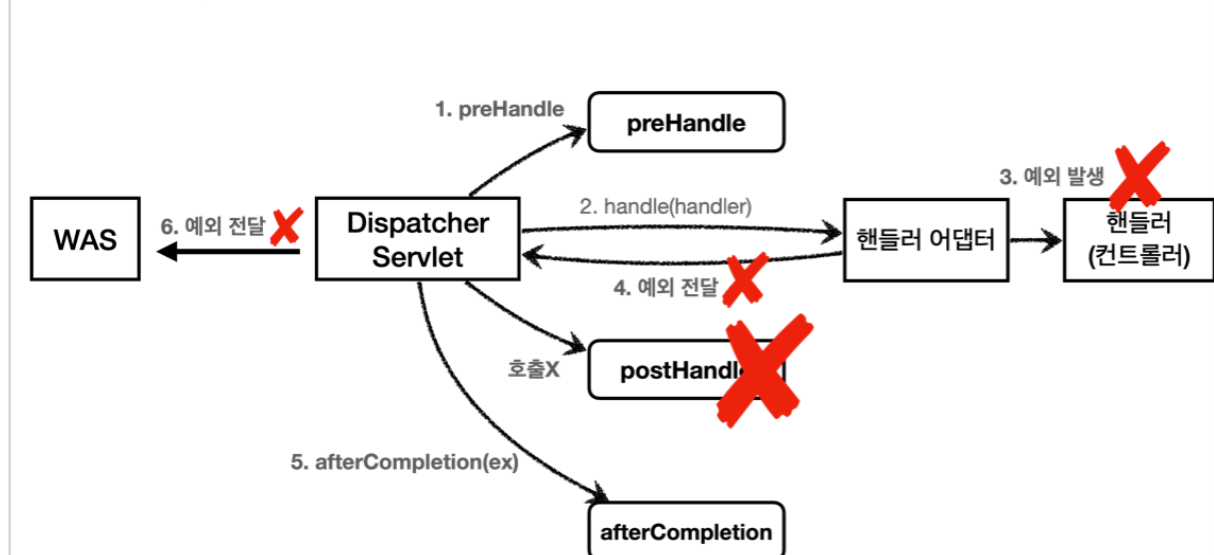 1. preHandle
preHandle
3. 예외 발생
2. handle(handler)
WAS
6. 예외 전달
Dispatcher
Servlet
핸들러 어댑터
핸들러
(컨트롤러)
4. 예외 전달
호출X
postHandle
5. afterCompletion(ex)
afterCompletion